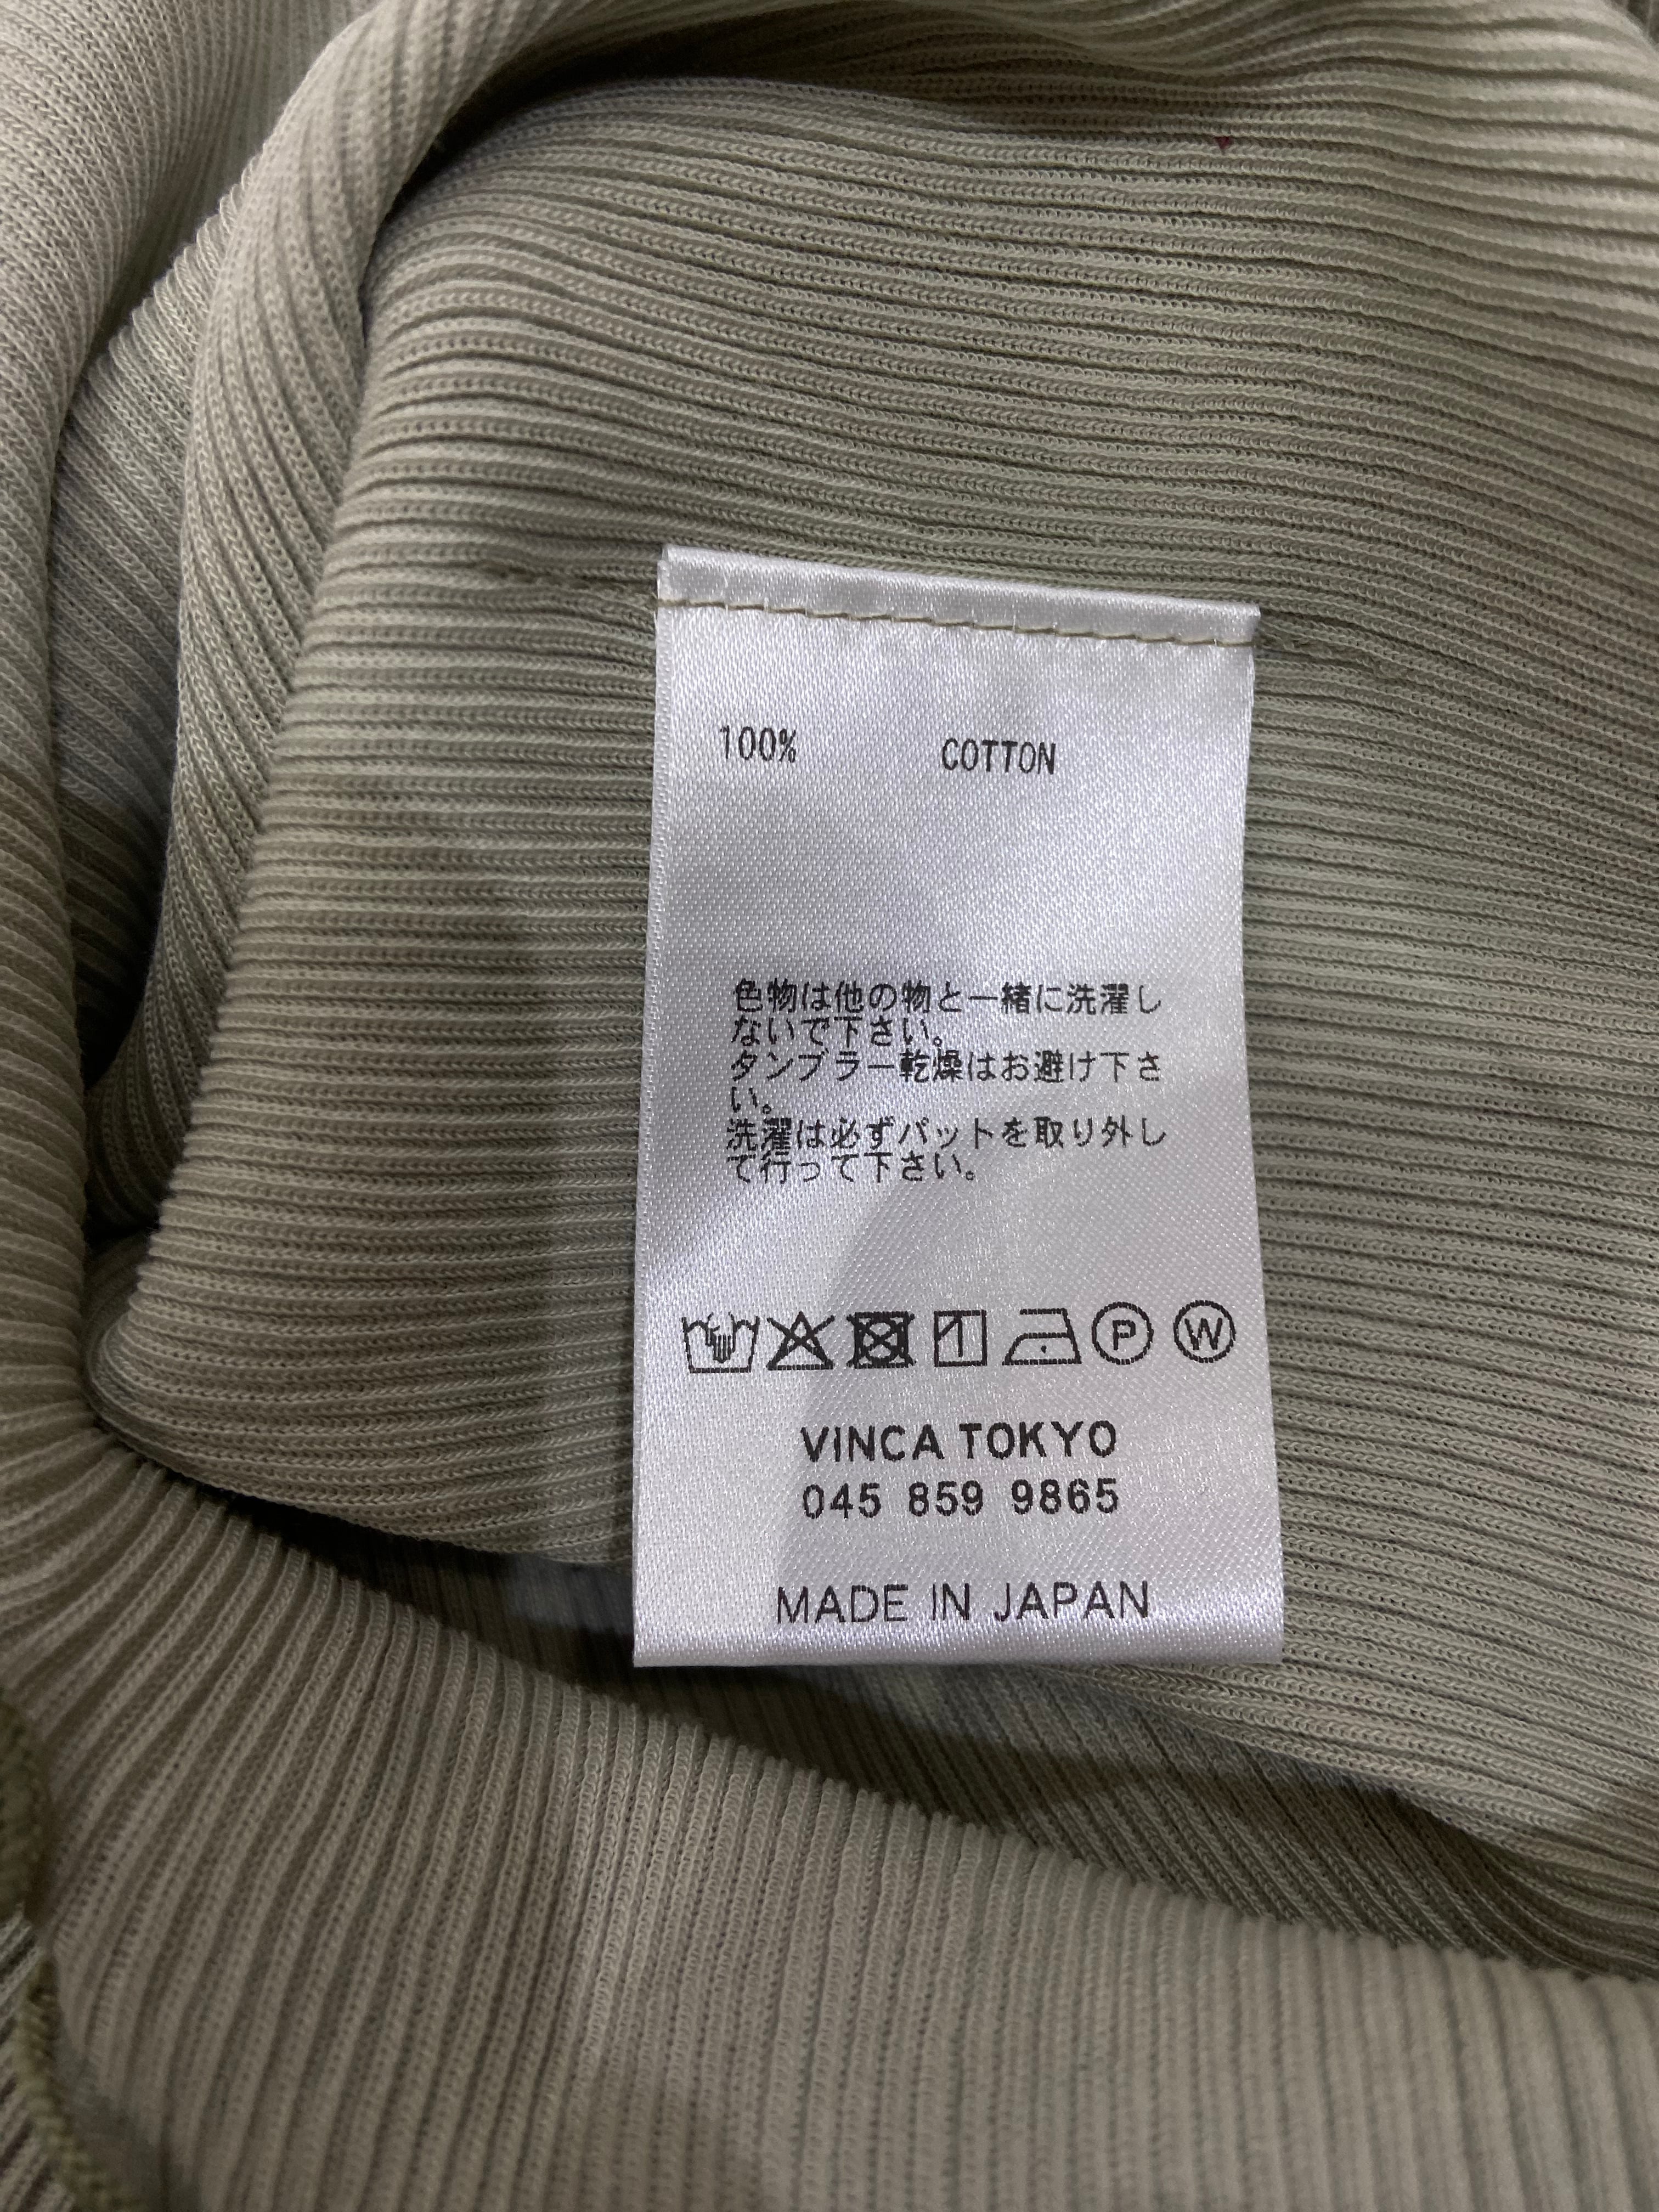 100% COTTON
色物は他の物と一緒に洗濯し
ないで下さい。
タンブラー乾燥はお避け下さ
い。
洗濯は必ずパットを取り外し
て行って下さい。
P W
VINCA TOKYO
045 859 9865
MADE IN JAPAN